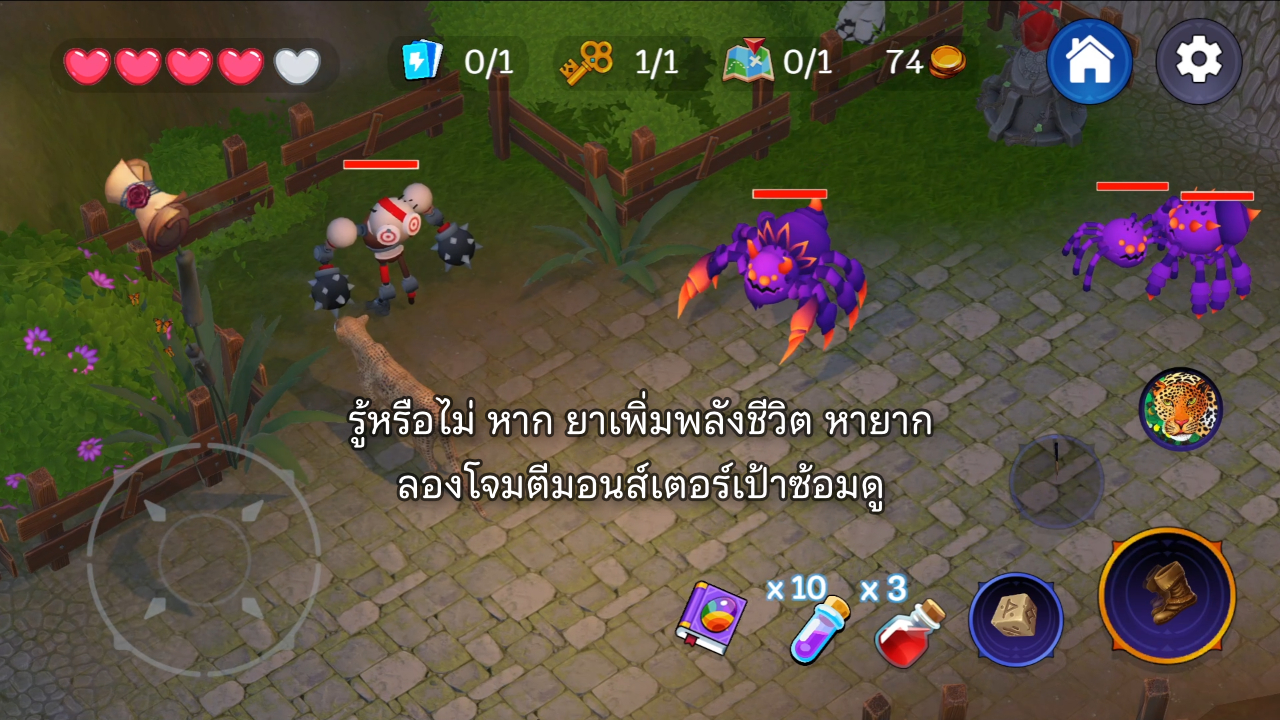 0/1 1/1 0/1 74
รู้หรือไม่ หาก ยาเพิ่มพลังชีวิต หายาก
ลองโจมตีมอนส์เตอร์เป้าซ้อมดู
x 10 x 3